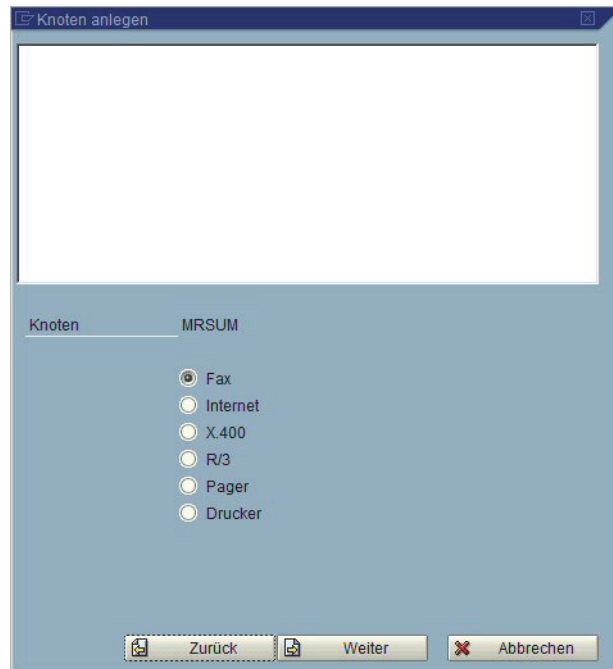 Knoten anlegen
Knoten MRSUM
Fax
Internet
X.400
R/3
Pager
Drucker
Zurück Weiter Abbrechen